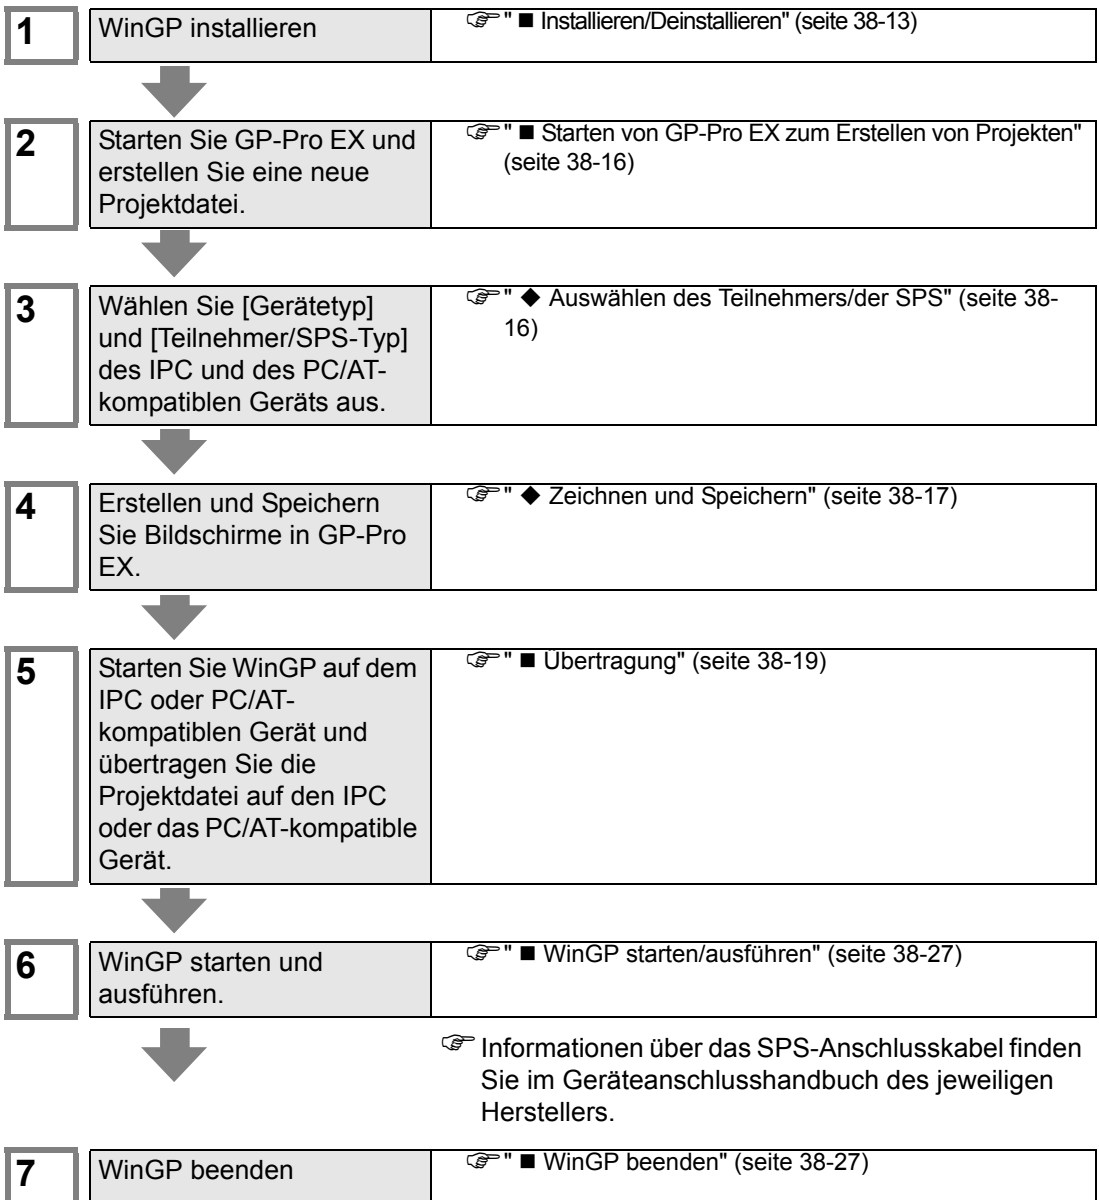 1
WinGP installieren
☞ " ■ Installieren/Deinstallieren" (seite 38-13)
2
Starten Sie GP-Pro EX und
erstellen Sie eine neue
Projektdatei.
☞ " ■ Starten von GP-Pro EX zum Erstellen von Projekten"
(seite 38-16)
3
Wählen Sie [Gerätetyp]
und [Teilnehmer/SPS-Typ]
des IPC und des PC/AT-
kompatiblen Geräts aus.
☞ " ◆ Auswählen des Teilnehmers/der SPS" (seite 38-
16)
4
Erstellen und Speichern
Sie Bildschirme in GP-Pro
EX.
☞ " ◆ Zeichnen und Speichern" (seite 38-17)
5
Starten Sie WinGP auf dem
IPC oder PC/AT-
kompatiblen Gerät und
übertragen Sie die
Projektdatei auf den IPC
oder das PC/AT-kompatible
Gerät.
☞ " ■ Übertragung" (seite 38-19)
6
WinGP starten und
ausführen.
☞ " ■ WinGP starten/ausführen" (seite 38-27)
☞ Informationen über das SPS-Anschlusskabel finden
Sie im Geräteanschlusshandbuch des jeweiligen
Herstellers.
7
WinGP beenden
☞ " ■ WinGP beenden" (seite 38-27)